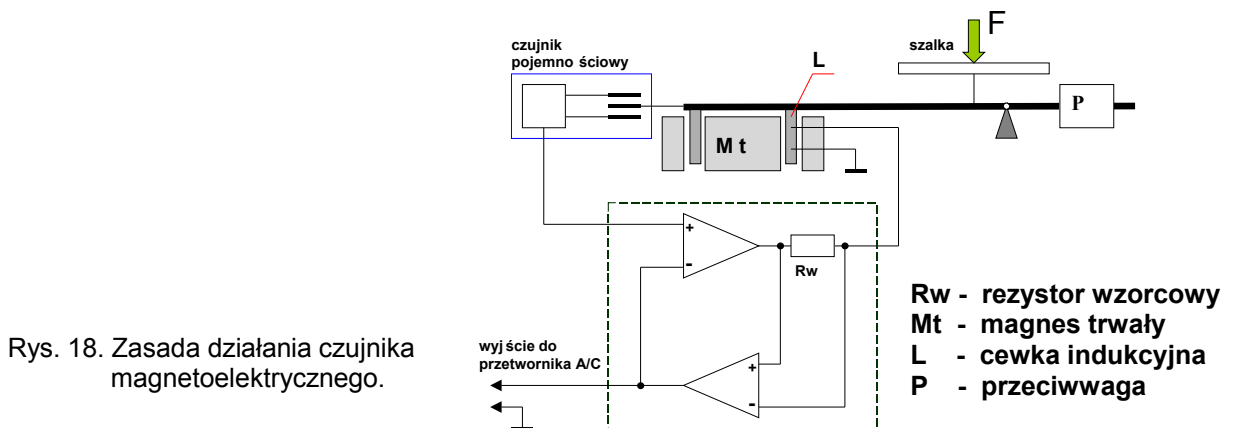 F
czujnik
pojemno ściowy
szalka
L
P
M t
+
-
Rw
+
-
wyj ście do
przetwornika A/C
Rw - rezystor wzorcowy
Mt - magnes trwały
L - cewka indukcyjna
P - przeciwwaga
Rys. 18. Zasada działania czujnika
magnetoelektrycznego.